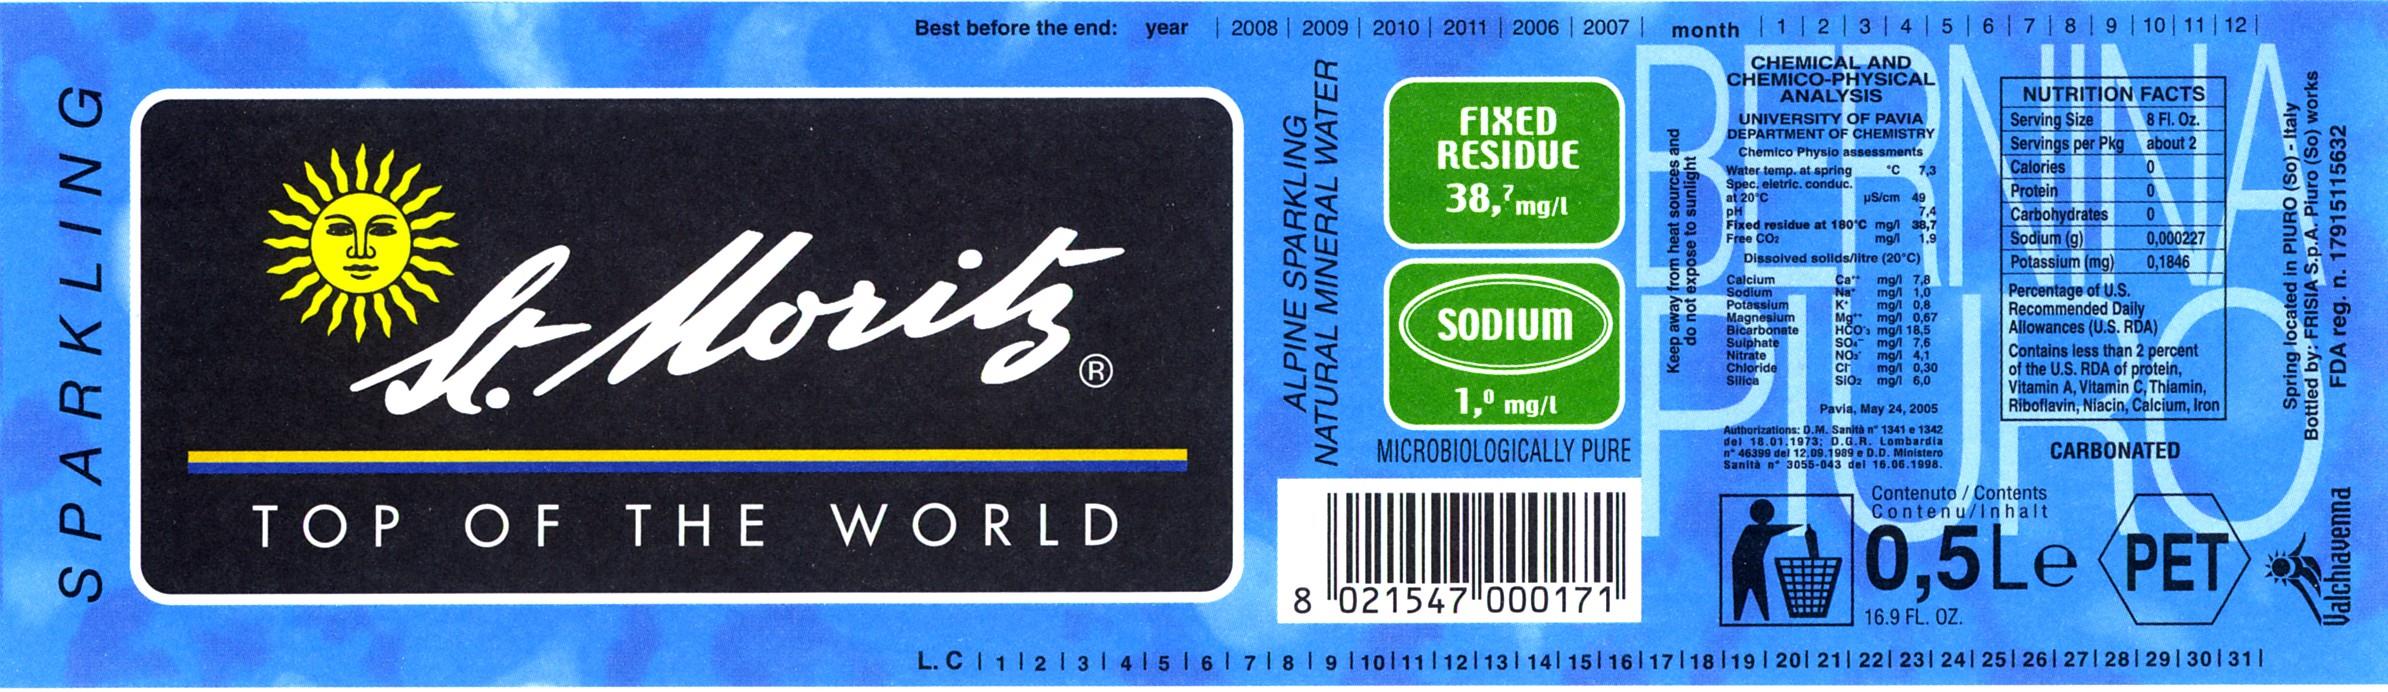 Best before the end: year | 2008 | 2009 | 2010 | 2011 | 2006 | 2007 | month | 1 | 2 | 3 | 4 | 5 | 6 | 7 | 8 | 9 | 10 | 11 | 12 |
SPARKLING
St. Moritz ®
TOP OF THE WORLD
ALPINE SPARKLING
NATURAL MINERAL WATER
FIXED
RESIDUE
38,7 mg/l
SODIUM
1,0 mg/l
MICROBIOLOGICALLY PURE
8 021547 000171
BERNINA
PIURO
Keep away from heat sources and
do not expose to sunlight
CHEMICAL AND
CHEMICO-PHYSICAL
ANALYSIS
UNIVERSITY OF PAVIA
DEPARTMENT OF CHEMISTRY
Chemico Physio assessments
Water temp. at spring °C 7,3
Spec. eletric. conduc.
at 20°C µS/cm 49
pH 7,4
Fixed residue at 180°C mg/l 38,7
Free CO₂ mg/l 1,9
Dissolved solids/litre (20°C)
Calcium Ca⁺⁺ mg/l 7,8
Sodium Na⁺ mg/l 1,0
Potassium K⁺ mg/l 0,8
Magnesium Mg⁺⁺ mg/l 0,67
Bicarbonate HCO⁻₃ mg/l 18,5
Sulphate SO₄⁻⁻ mg/l 7,6
Nitrate NO₃⁻ mg/l 4,1
Chloride Cl⁻ mg/l 0,30
Silica SiO₂ mg/l 6,0
Pavia, May 24, 2005
Authorizations: D.M. Sanità n° 1341 e 1342
del 18.01.1973; D.G.R. Lombardia
n° 46399 del 12.09.1989 e D.D. Ministero
Sanità n° 3055-043 del 16.06.1998.
NUTRITION FACTS
Serving Size 8 Fl. Oz.
Servings per Pkg about 2
Calories 0
Protein 0
Carbohydrates 0
Sodium (g) 0,000227
Potassium (mg) 0,1846
Percentage of U.S.
Recommended Daily
Allowances (U.S. RDA)
Contains less than 2 percent
of the U.S. RDA of protein,
Vitamin A, Vitamin C, Thiamin,
Riboflavin, Niacin, Calcium, Iron
CARBONATED
Contenuto / Contents
Contenu/Inhalt
0,5 L e
16.9 FL. OZ.
PET
Spring located in PIURO (So) - Italy
Bottled by: FRISIA S.p.A. Piuro (So) works
FDA reg. n. 17915115632
Valchiavenna
L. C | 1 | 2 | 3 | 4 | 5 | 6 | 7 | 8 | 9 | 10 | 11 | 12 | 13 | 14 | 15 | 16 | 17 | 18 | 19 | 20 | 21 | 22 | 23 | 24 | 25 | 26 | 27 | 28 | 29 | 30 | 31 |